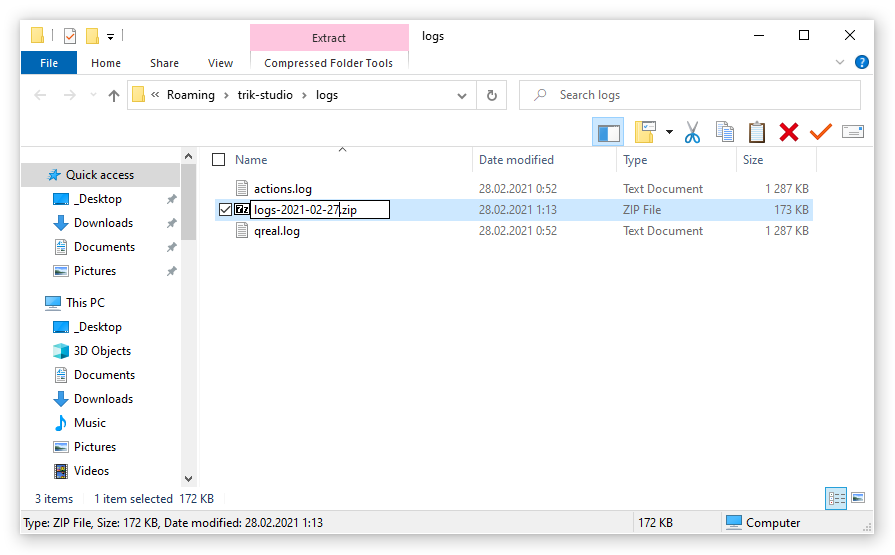 Extract
logs
File
Home
Share
View
Compressed Folder Tools
« Roaming › trik-studio › logs
Search logs
Name
Date modified
Type
Size
Quick access
_Desktop
Downloads
Documents
Pictures
This PC
_Desktop
3D Objects
Documents
Downloads
Music
Pictures
Videos
actions.log 28.02.2021 0:52 Text Document 1 287 KB
logs-2021-02-27.zip 28.02.2021 1:13 ZIP File 173 KB
qreal.log 28.02.2021 0:52 Text Document 1 287 KB
3 items 1 item selected 172 KB
Type: ZIP File, Size: 172 KB, Date modified: 28.02.2021 1:13 172 KB Computer